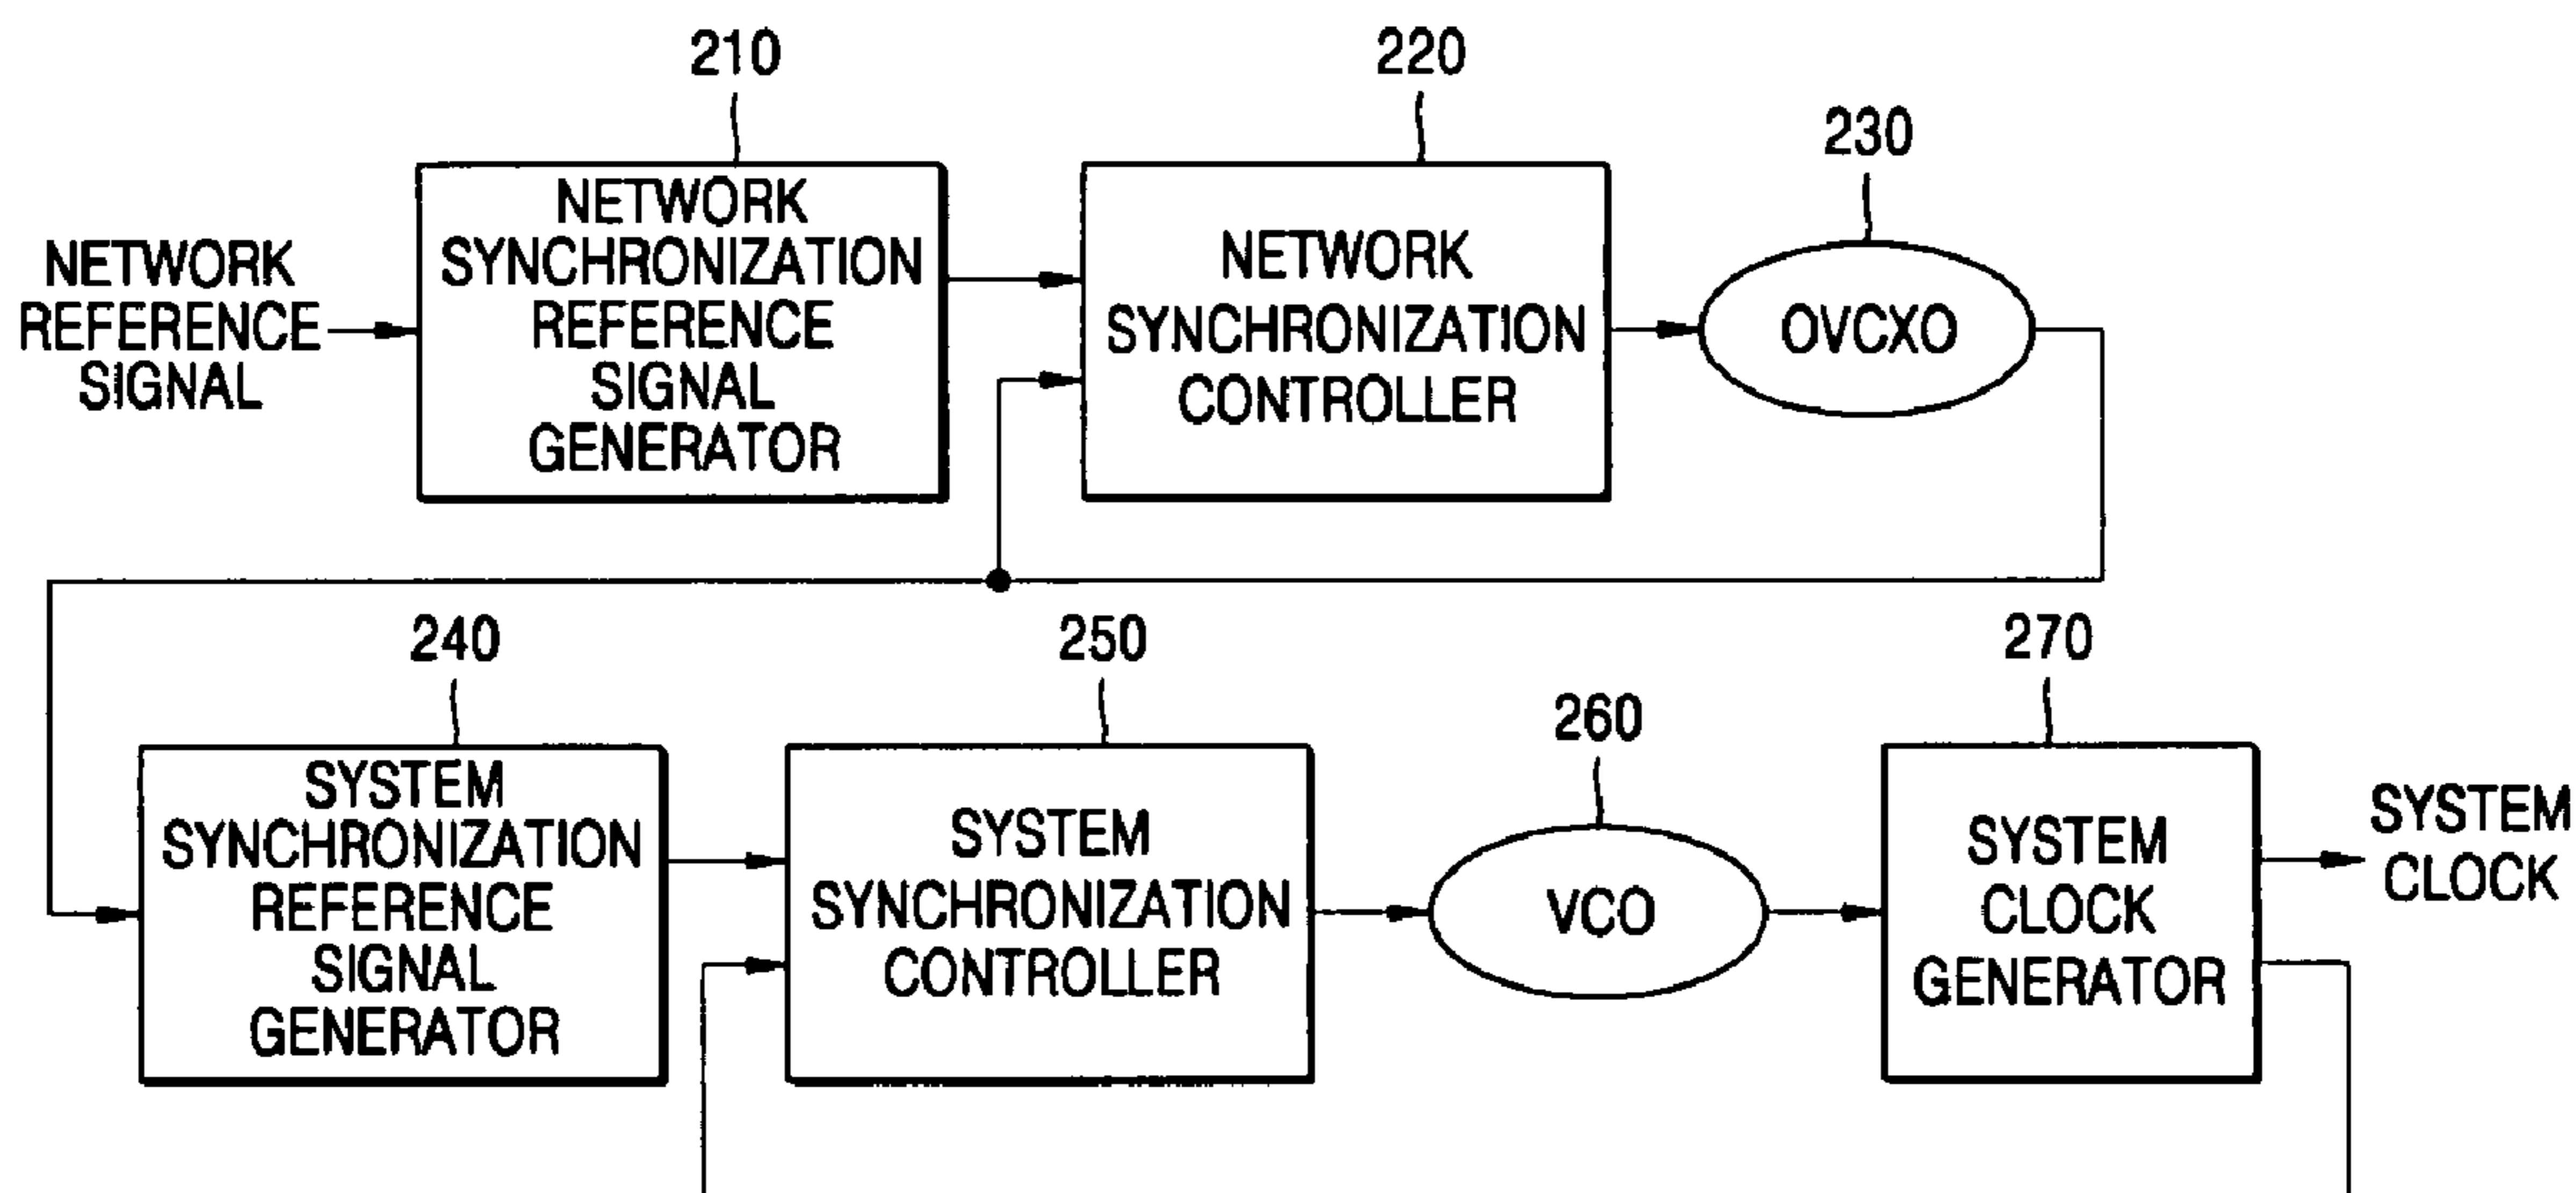 210
220
230
NETWORK
REFERENCE
SIGNAL
NETWORK
SYNCHRONIZATION
REFERENCE
SIGNAL
GENERATOR
NETWORK
SYNCHRONIZATION
CONTROLLER
OVCXO
240
250
260
270
SYSTEM
SYNCHRONIZATION
REFERENCE
SIGNAL
GENERATOR
SYSTEM
SYNCHRONIZATION
CONTROLLER
VCO
SYSTEM
CLOCK
GENERATOR
SYSTEM
CLOCK